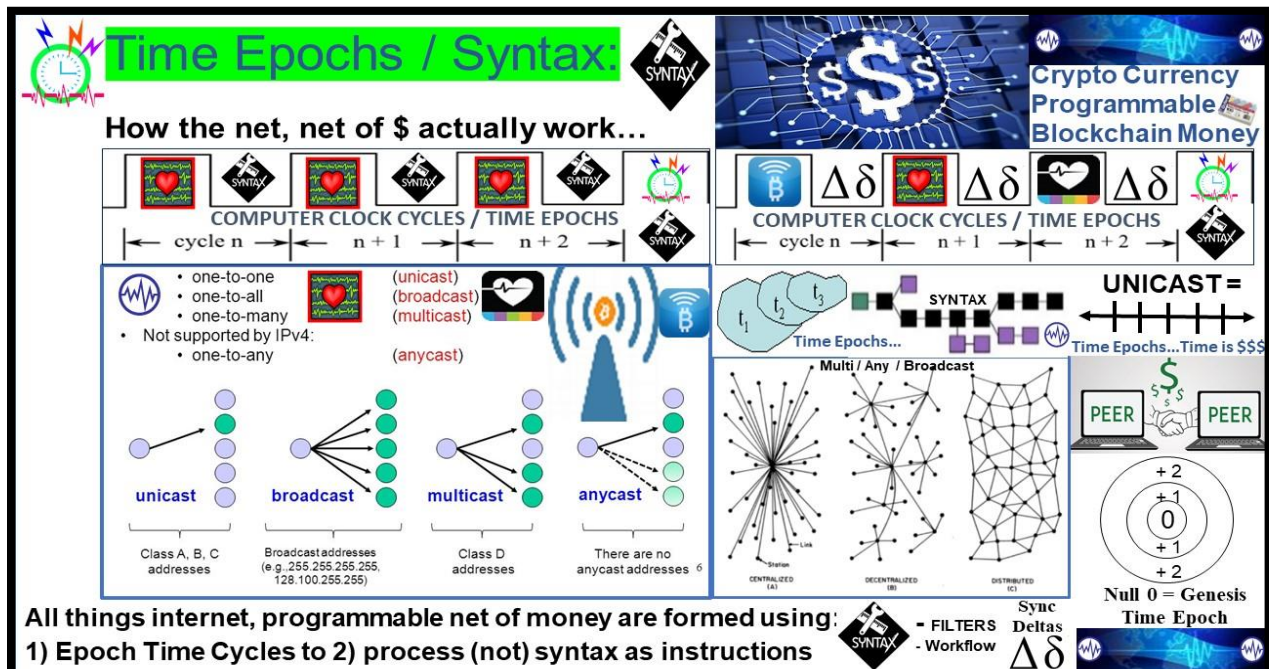 Time Epochs / Syntax:
SYNTAX
How the net, net of $ actually work...
Crypto Currency
Programmable
Blockchain Money
SYNTAX SYNTAX SYNTAX
COMPUTER CLOCK CYCLES / TIME EPOCHS
cycle n n + 1 n + 2 SYNTAX
Δ δ Δ δ Δ δ
COMPUTER CLOCK CYCLES / TIME EPOCHS
cycle n n + 1 n + 2 SYNTAX
• one-to-one (unicast)
• one-to-all (broadcast)
• one-to-many (multicast)
• Not supported by IPv4:
• one-to-any (anycast)
unicast broadcast multicast anycast
Class A, B, C
addresses
Broadcast addresses
(e.g.,255.255.255.255,
128.100.255.255)
Class D
addresses
There are no
anycast addresses 6
t1 t2 t3
SYNTAX
Time Epochs...
UNICAST =
Time Epochs...Time is $$$
Multi / Any / Broadcast
Link
Station
CENTRALIZED
(A)
DECENTRALIZED
(B)
DISTRIBUTED
(C)
$
PEER PEER
+ 2
+ 1
0
+ 1
+ 2
Null 0 = Genesis
Time Epoch
All things internet, programmable net of money are formed using:
1) Epoch Time Cycles to 2) process (not) syntax as instructions
SYNTAX
- FILTERS
- Workflow
Sync
Deltas
Δ δ